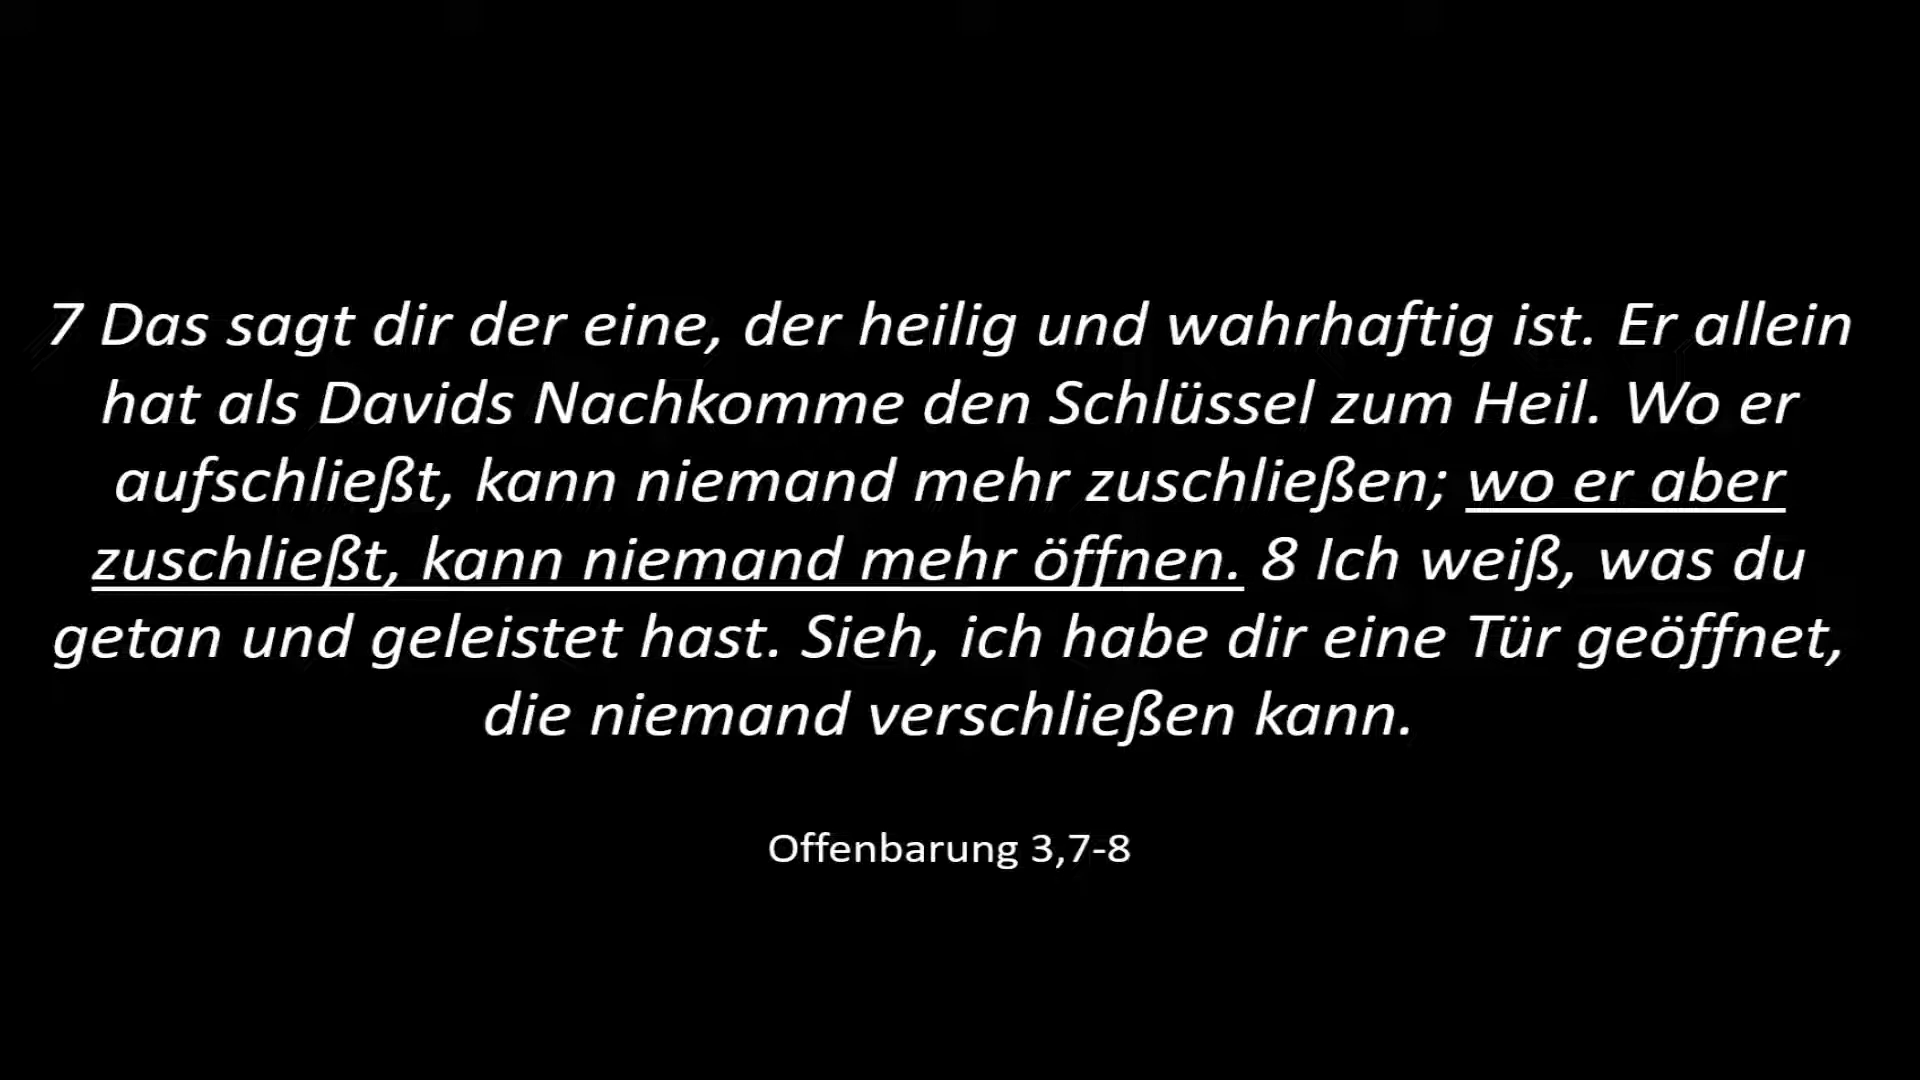 7 Das sagt dir der eine, der heilig und wahrhaftig ist. Er allein
hat als Davids Nachkomme den Schlüssel zum Heil. Wo er
aufschließt, kann niemand mehr zuschließen; wo er aber
zuschließt, kann niemand mehr öffnen. 8 Ich weiß, was du
getan und geleistet hast. Sieh, ich habe dir eine Tür geöffnet,
die niemand verschließen kann.
Offenbarung 3,7-8